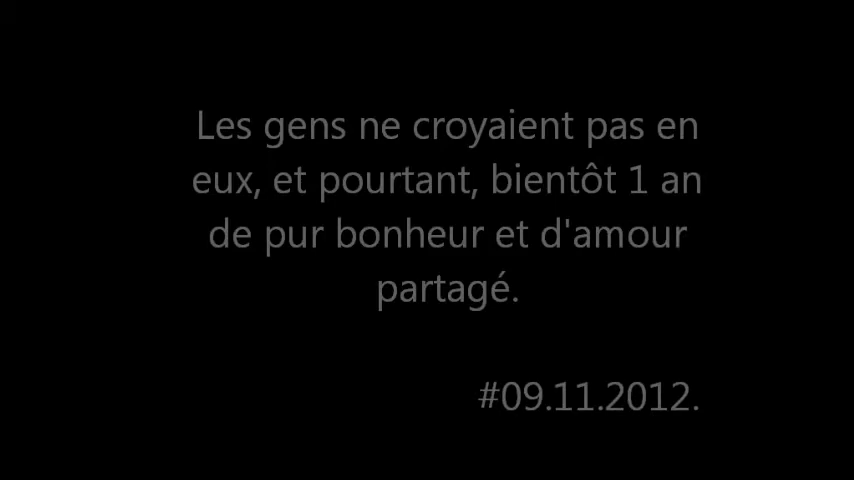 Les gens ne croyaient pas en
eux, et pourtant, bientôt 1 an
de pur bonheur et d'amour
partagé.
#09.11.2012.